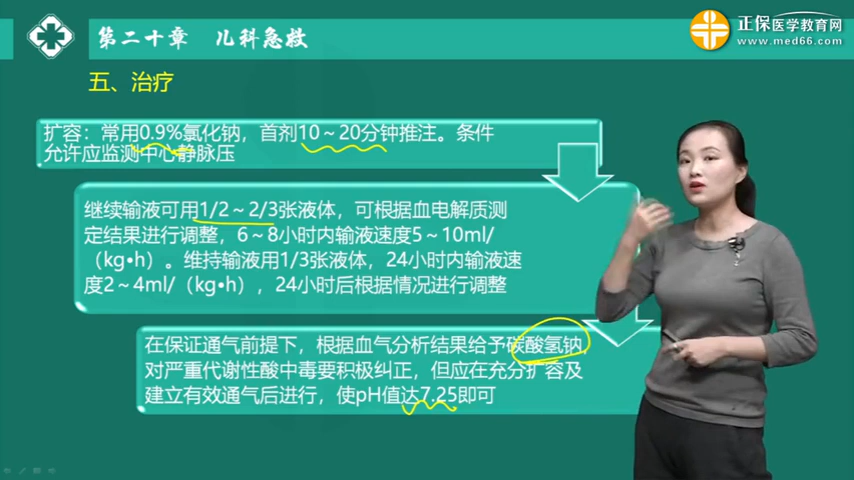 第二十章 儿科急救
正保医学教育网
www.med66.com
五、治疗
扩容：常用0.9%氯化钠，首剂10～20分钟推注。条件
允许应监测中心静脉压
继续输液可用1/2～2/3张液体，可根据血电解质测
定结果进行调整，6～8小时内输液速度5～10ml/
（kg•h）。维持输液用1/3张液体，24小时内输液速
度2～4ml/（kg•h），24小时后根据情况进行调整
在保证通气前提下，根据血气分析结果给予碳酸氢钠，
对严重代谢性酸中毒要积极纠正，但应在充分扩容及
建立有效通气后进行，使pH值达7.25即可